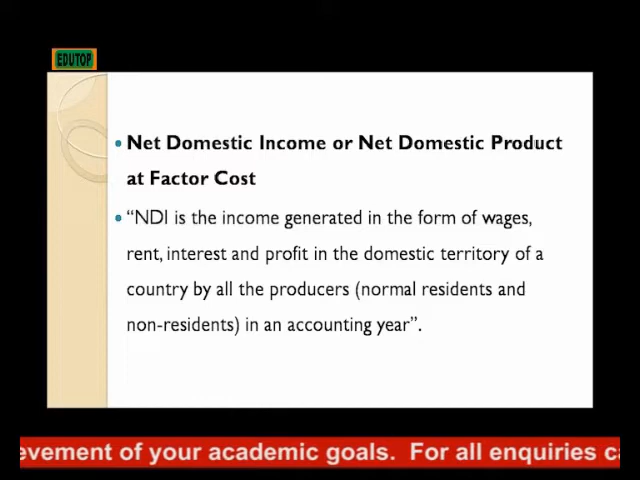 EDUTOP
Net Domestic Income or Net Domestic Product
at Factor Cost
“NDI is the income generated in the form of wages,
rent, interest and profit in the domestic territory of a
country by all the producers (normal residents and
non-residents) in an accounting year”.
evement of your academic goals. For all enquiries ca